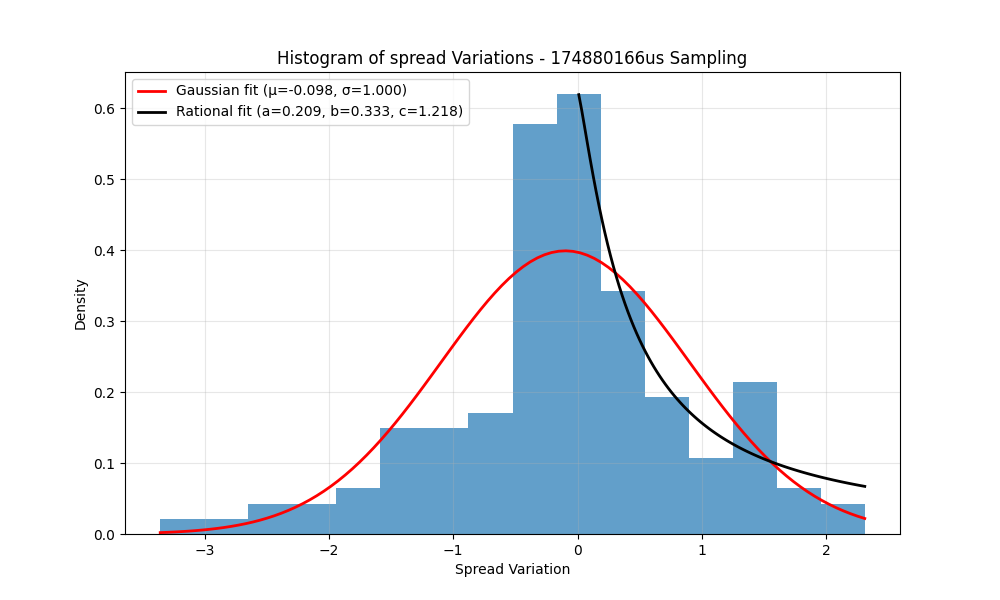 Histogram of spread Variations - 174880166us Sampling
Gaussian fit (μ=-0.098, σ=1.000)
Rational fit (a=0.209, b=0.333, c=1.218)
0.6
0.5
0.4
0.3
0.2
0.1
0.0
Density
−3
−2
−1
0
1
2
Spread Variation